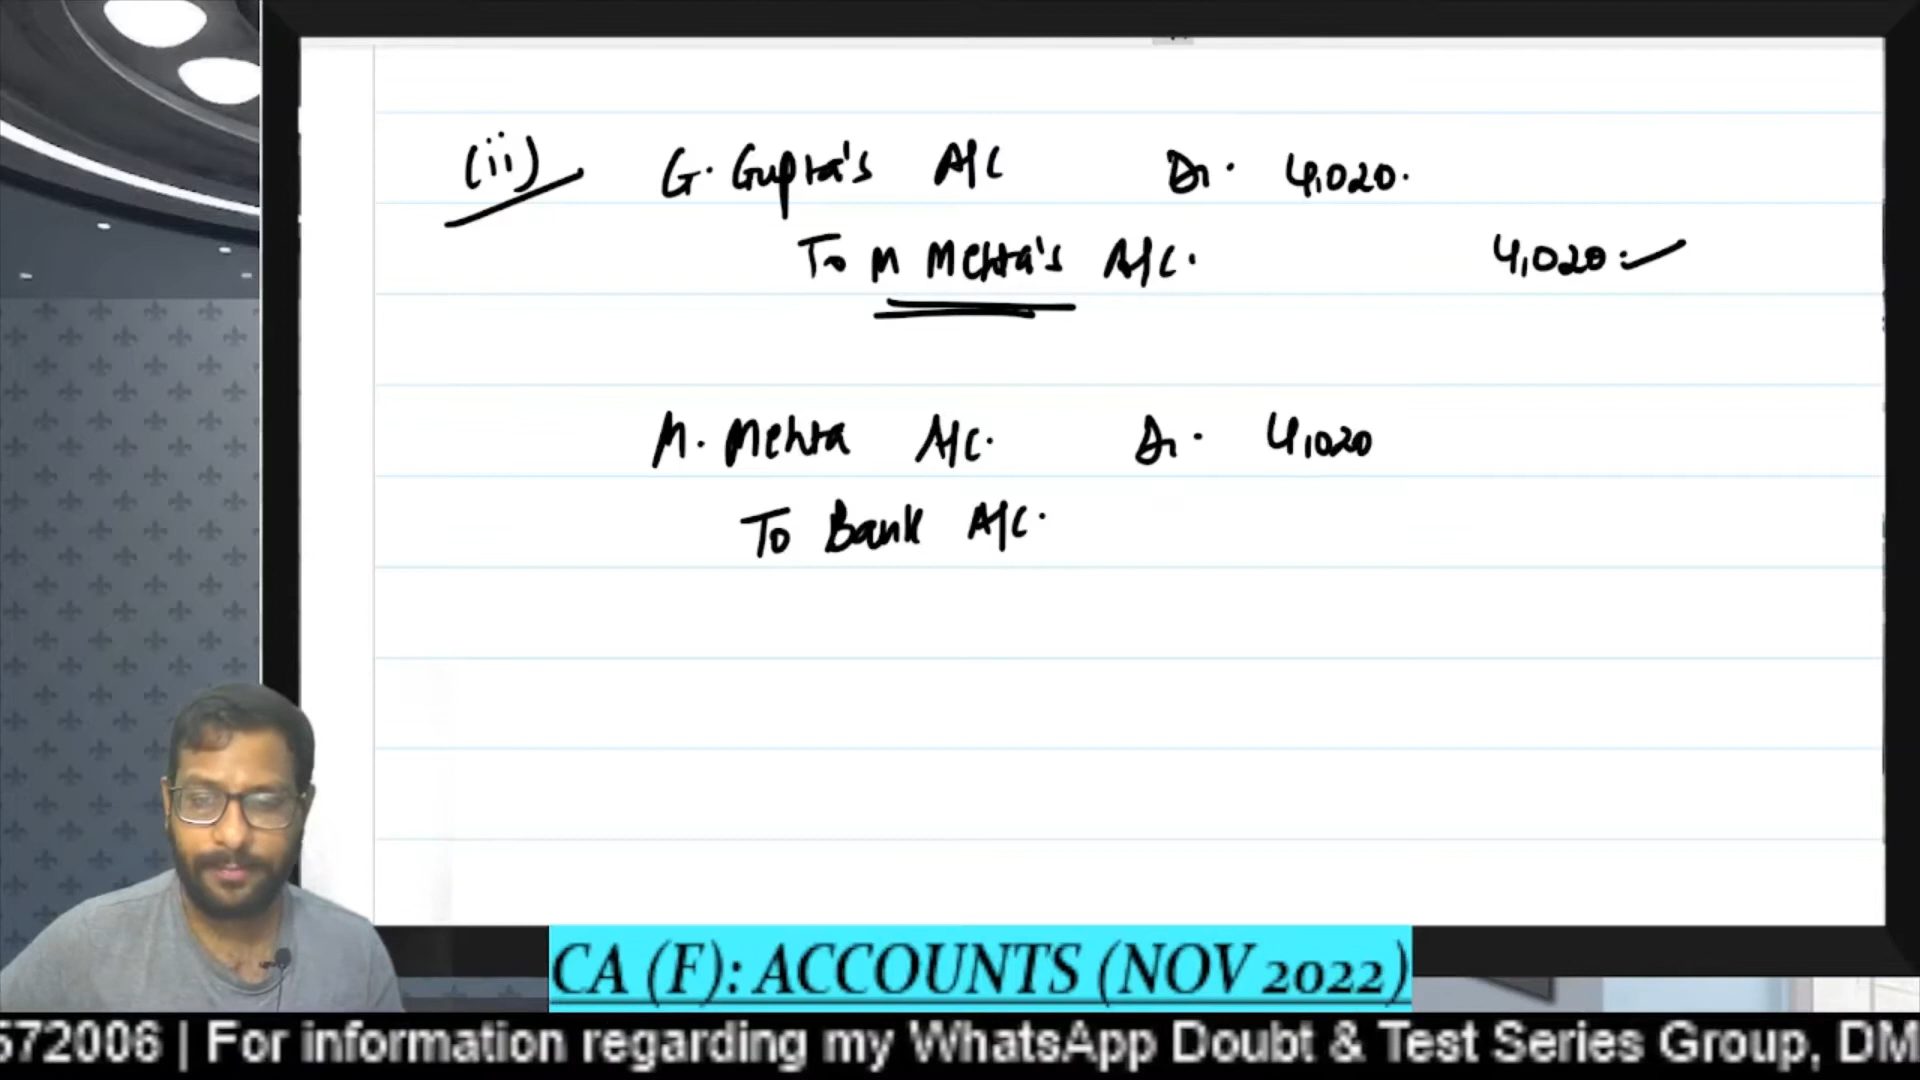 (ii) G. Gupta's A/C Dr. 4,020.
To M Mehta's A/C. 4,020.
M. Mehta A/C. Dr. 4,020
To Bank A/C.
CA (F): ACCOUNTS (NOV 2022)
572006 | For information regarding my WhatsApp Doubt & Test Series Group, DM